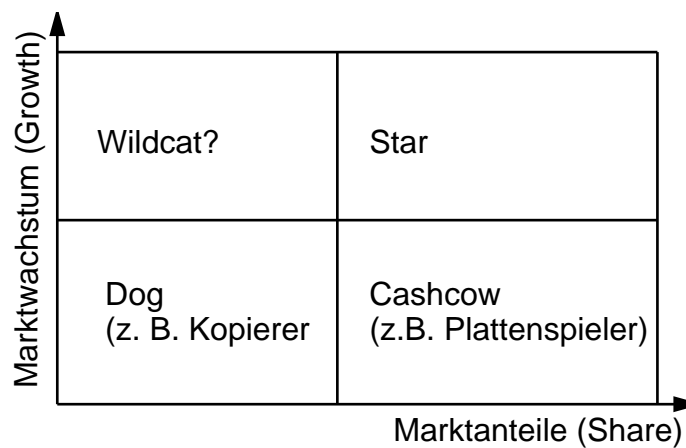 Marktwachstum (Growth)
Wildcat?
Star
Dog
(z. B. Kopierer
Cashcow
(z.B. Plattenspieler)
Marktanteile (Share)